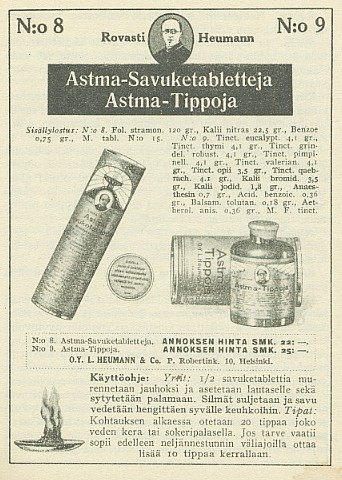 N:o 8
Rovasti Heumann
N:o 9
Astma-Savuketabletteja
Astma-Tippoja
Sisällylostus: N:o 8. Fol. stramon. 120 gr., Kalii nitras 22,5 gr., Benzoe
0,75 gr., M. tabl. N:o 15.
N:o 9. Tinct. eucalypt. 4,1 gr.,
Tinct. thymi 4,1 gr., Tinct. grin-
del. robust. 4,1 gr., Tinct. pimpi-
nell. 4,1 gr., Tinct. valerian. 4,1
gr., Tinct. opii 3,5 gr., Tinct. queb-
rach. 4,1 gr., Kalii bromid. 3,5
gr., Kalii jodid. 1,8 gr., Anaes-
thesin 0,7 gr., Acid. benzoic. 0,36
gr., Balsam. tolutan. 0,18 gr., Aet-
herol. anis. 0,36 gr., M. F. tinct.
Astma
Astma
Tippoja
Astma-Tippoja
N:o 8. Astma-Savuketabletteja, ANNOKSEN HINTA SMK. 22: —.
N:o 9. Astma-Tippoja. ANNOKSEN HINTA SMK. 25: —.
O.Y. L. HEUMANN & Co. P. Robertink. 10, Helsinki.
Käyttöohje: Yrtit: 1/2 savuketablettia mu-
rennetaan jauhoksi ja asetetaan lautaselle sekä
sytytetään palamaan. Silmät suljetaan ja savu
vedetään hengittäen syvälle keuhkoihin. Tipat:
Kohtauksen alkaessa otetaan 20 tippaa joko
veden kera tai sokeripalasella. Jos tarve vaatii
sopii edelleen neljännestunnin väliajoilla ottaa
lisää 10 tippaa kerrallaan.